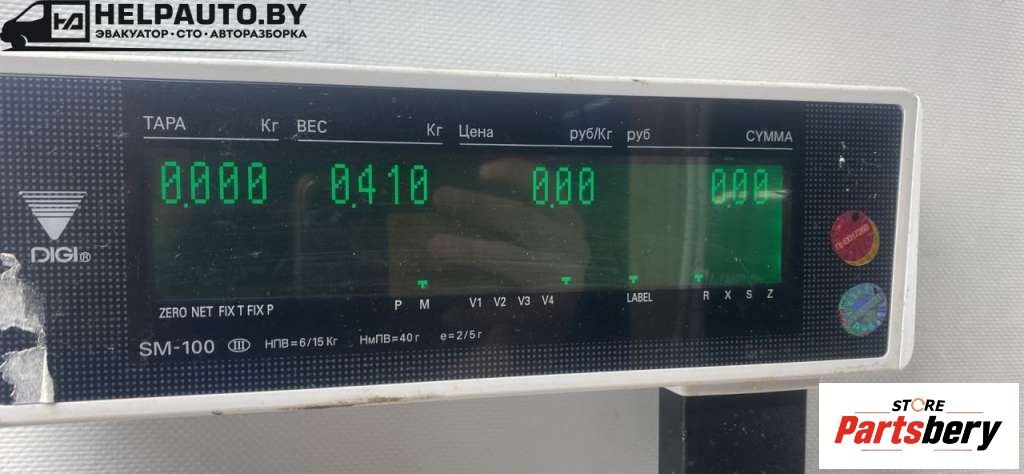 HELPAUTO.BY
ЭВАКУАТОР • СТО • АВТОРАЗБОРКА
ТАРА Кг ВЕС Кг Цена руб/Кг руб СУММА
0.000 0.410 0.00 0.00
DIGI®
P M V1 V2 V3 V4 LABEL R X S Z
ZERO NET FIX T FIX P
SM-100 III НПВ=6/15 Кг НмПВ=40 г e=2/5 г
STORE
Partsbery